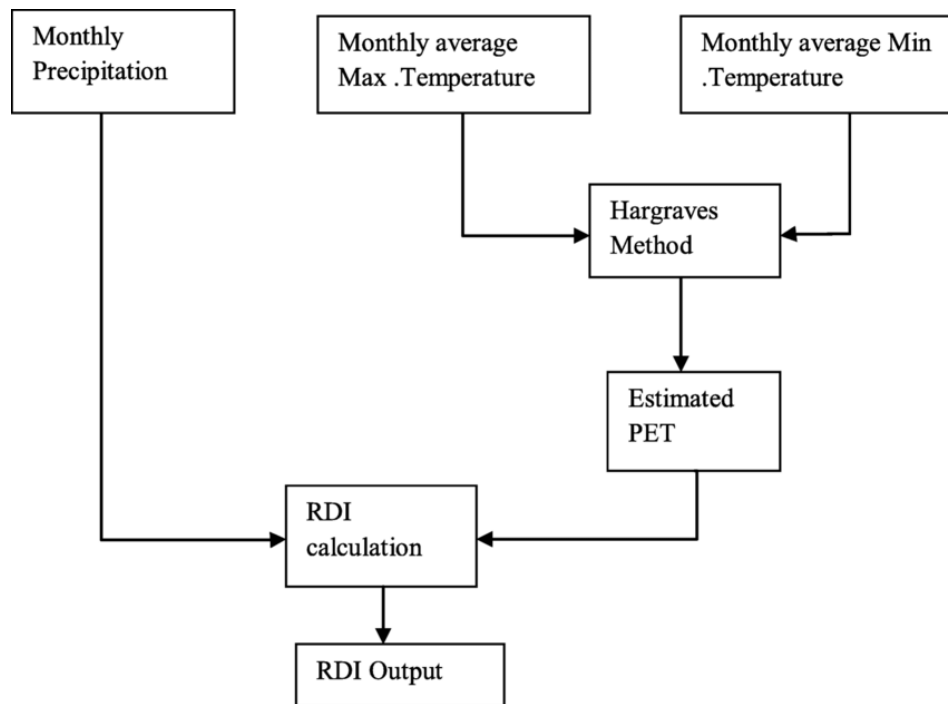 Monthly
Precipitation
Monthly average
Max .Temperature
Monthly average Min
.Temperature
Hargraves
Method
Estimated
PET
RDI
calculation
RDI Output